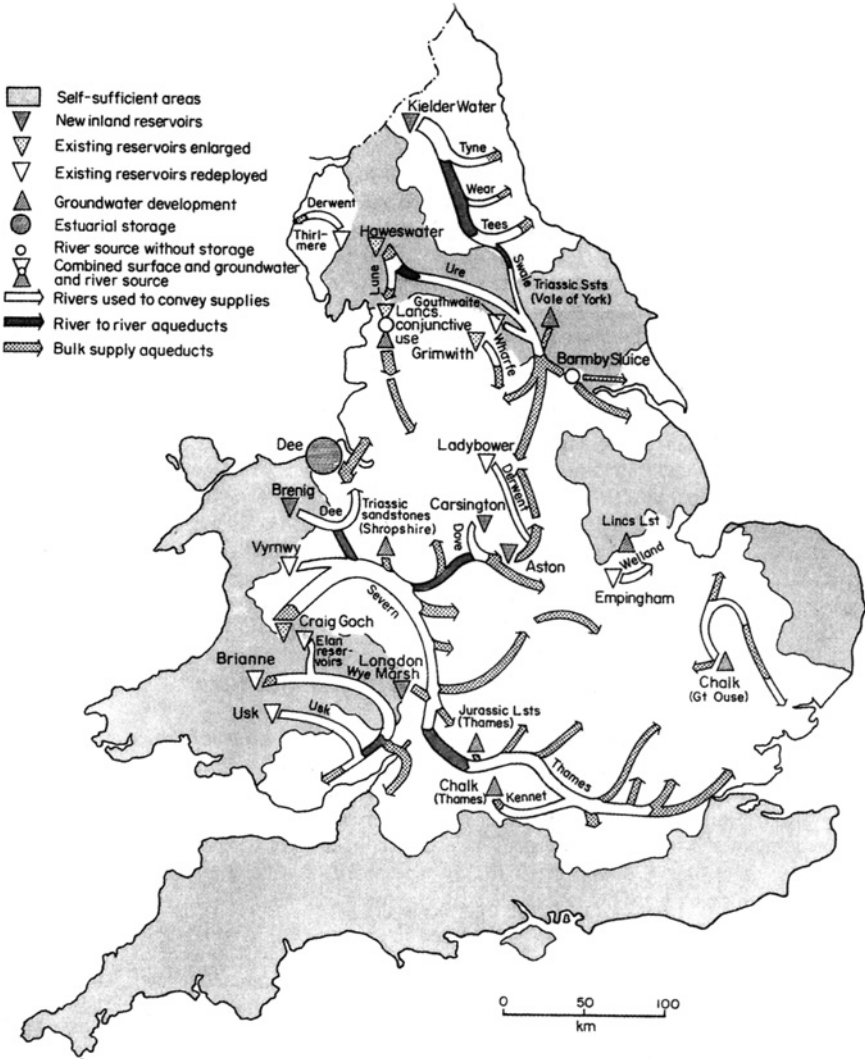 Self-sufficient areas
New inland reservoirs
Existing reservoirs enlarged
Existing reservoirs redeployed
Groundwater development
Estuarial storage
River source without storage
Combined surface and groundwater
and river source
Rivers used to convey supplies
River to river aqueducts
Bulk supply aqueducts
Kielder Water
Tyne
Wear
Tees
Derwent
Thirl-
mere
Haweswater
Lune
Ure
Swale
Triassic Ssts
(Vale of York)
Gouthwaite
Lancs.
conjunctive
use
Grimwith
Wharfe
Barmby Sluice
Dee
Ladybower
Derwent
Brenig
Dee
Triassic
sandstones
(Shropshire)
Carsington
Dove
Aston
Lincs Lst
Welland
Empingham
Vyrnwy
Severn
Craig Goch
Elan
reser-
voirs
Brianne
Wye
Longdon
Marsh
Chalk
(Gt Ouse)
Usk
Usk
Jurassic Lsts
(Thames)
Chalk
(Thames)
Kennet
Thames
0 50 100
km